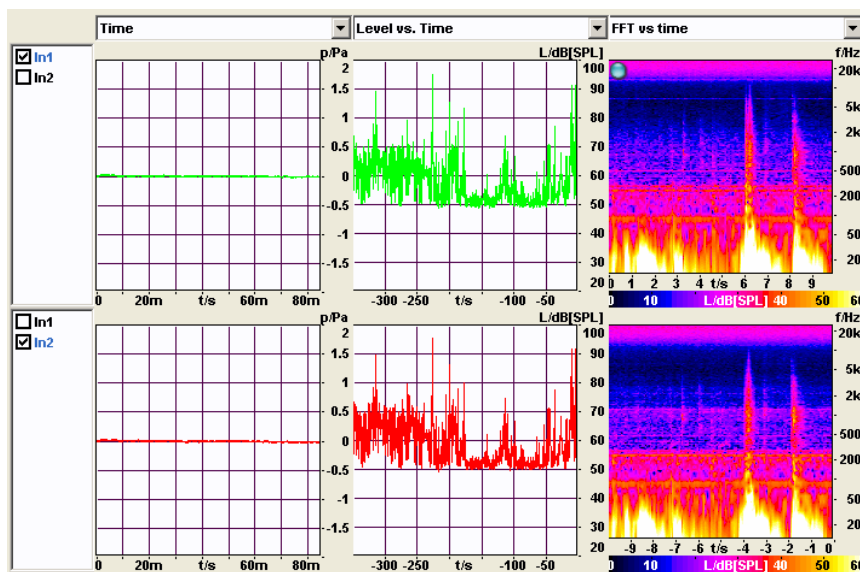 Time Level vs. Time FFT vs time
In1
In2
p/Pa L/dB[SPL] f/Hz
2 100 20k
1.5 90
1 80 5k
0.5 70 2k
0 60 500
-0.5 50 200
-1 40 50
-1.5 30 20
20
0 20m t/s 60m 80m -300 -250 t/s -100 -50 0 1 2 3 4 t/s 6 7 8 9
0 10 L/dB[SPL] 40 50 60
In1
In2
p/Pa L/dB[SPL] f/Hz
2 100 20k
1.5 90
1 80 5k
0.5 70 2k
0 60 500
-0.5 50 200
-1 40 50
-1.5 30 20
20
0 20m t/s 60m 80m -300 -250 t/s -100 -50 -9 -8 -7 -6 t/s -4 -3 -2 -1 0
0 10 L/dB[SPL] 40 50 60